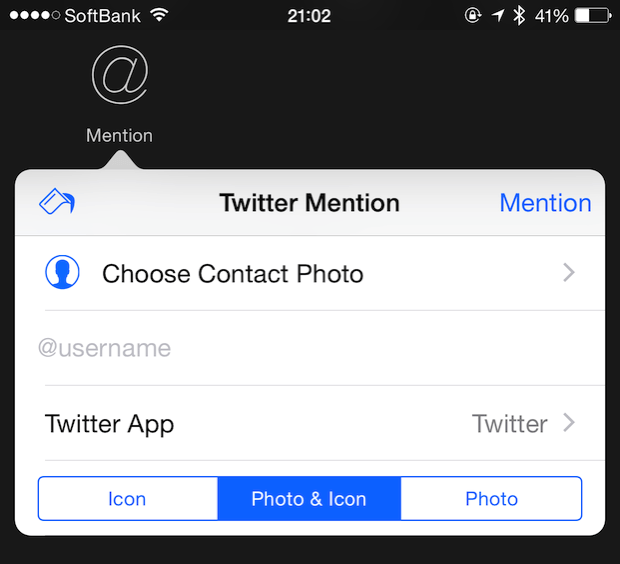 SoftBank 21:02 41%
@
Mention
Twitter Mention Mention
Choose Contact Photo
@username
Twitter App Twitter
Icon Photo & Icon Photo